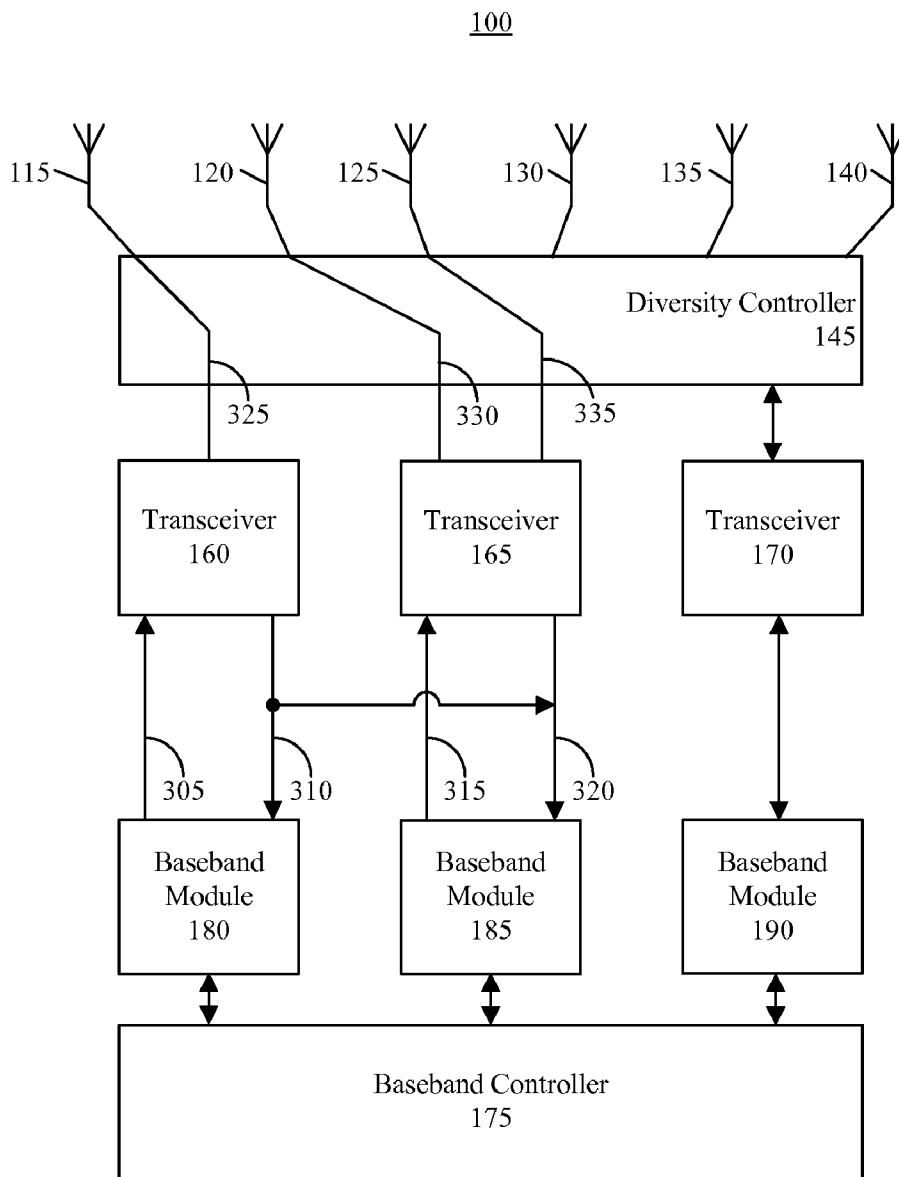 100
115
120
125
130
135
140
Diversity Controller
145
325
330
335
Transceiver
160
Transceiver
165
Transceiver
170
305
310
315
320
Baseband
Module
180
Baseband
Module
185
Baseband
Module
190
Baseband Controller
175